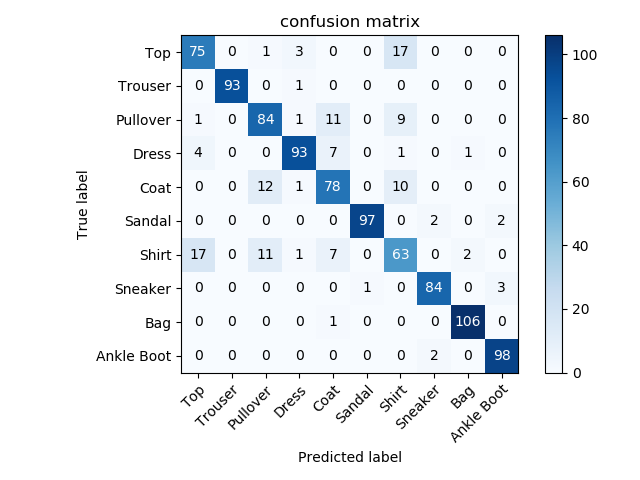 confusion matrix
True label
Top 75 0 1 3 0 0 17 0 0 0
Trouser 0 93 0 1 0 0 0 0 0 0
Pullover 1 0 84 1 11 0 9 0 0 0
Dress 4 0 0 93 7 0 1 0 1 0
Coat 0 0 12 1 78 0 10 0 0 0
Sandal 0 0 0 0 0 97 0 2 0 2
Shirt 17 0 11 1 7 0 63 0 2 0
Sneaker 0 0 0 0 0 1 0 84 0 3
Bag 0 0 0 0 1 0 0 0 106 0
Ankle Boot 0 0 0 0 0 0 0 2 0 98
Top Trouser Pullover Dress Coat Sandal Shirt Sneaker Bag Ankle Boot
Predicted label
100
80
60
40
20
0